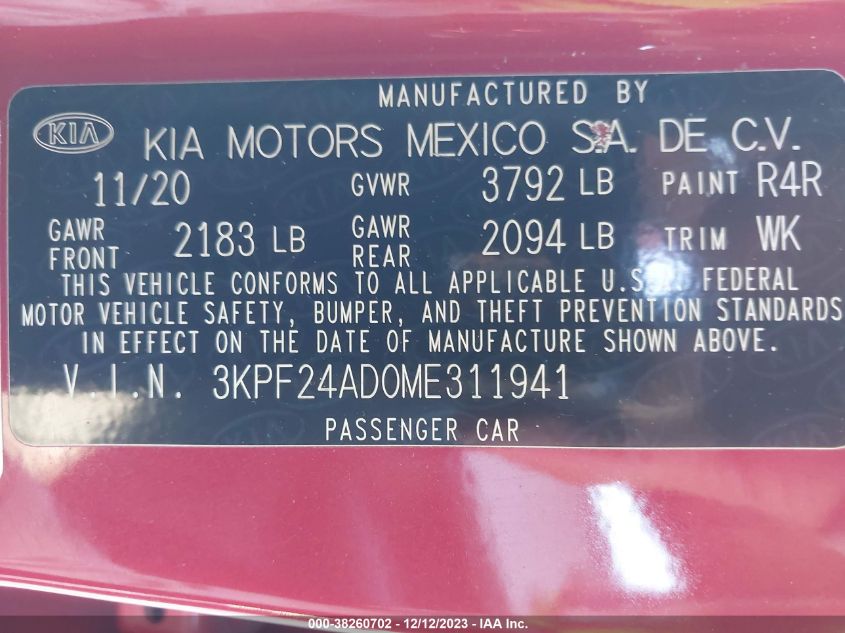 MANUFACTURED BY
KIA KIA MOTORS MEXICO S.A. DE C.V.
11/20 GVWR 3792 LB PAINT R4R
GAWR FRONT 2183 LB GAWR REAR 2094 LB TRIM WK
THIS VEHICLE CONFORMS TO ALL APPLICABLE U.S. FEDERAL
MOTOR VEHICLE SAFETY, BUMPER, AND THEFT PREVENTION STANDARDS
IN EFFECT ON THE DATE OF MANUFACTURE SHOWN ABOVE.
V.I.N. 3KPF24AD0ME311941
PASSENGER CAR
000-38260702 - 12/12/2023 - IAA Inc.